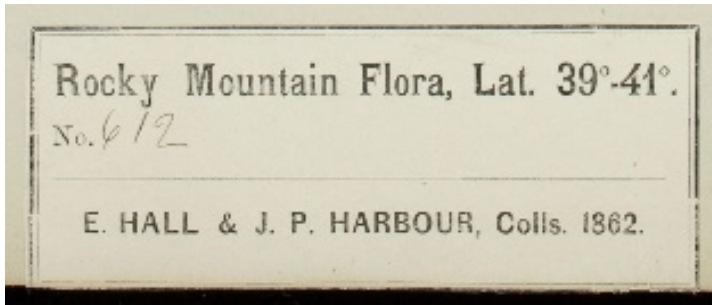 Rocky Mountain Flora, Lat. 39°-41°.
No. 612
E. HALL & J. P. HARBOUR, Colls. 1862.